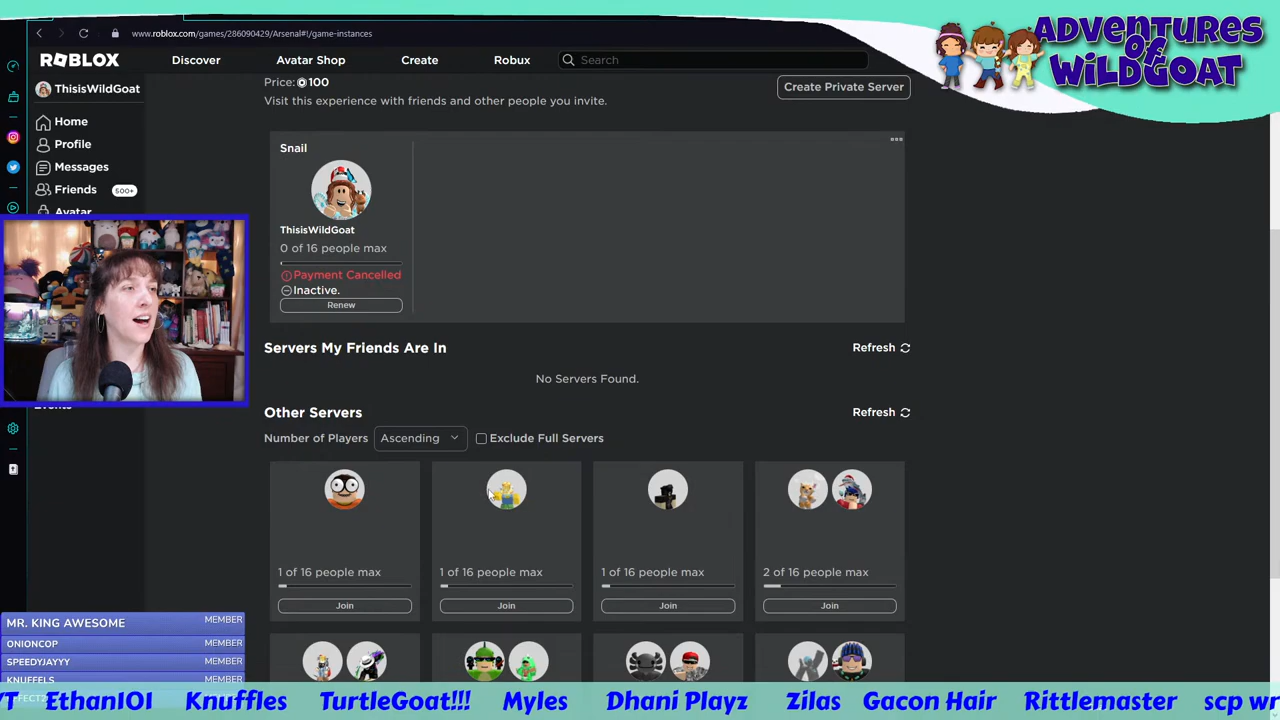 www.roblox.com/games/286090429/Arsenal#!/game-instances
ADVENTURES
OF
WILDGOAT
ROBLOX
Discover
Avatar Shop
Create
Robux
Search
ThisisWildGoat
Home
Profile
Messages
Friends
500+
Avatar
Price: 100
Visit this experience with friends and other people you invite.
Create Private Server
Snail
ThisisWildGoat
0 of 16 people max
Payment Cancelled
Inactive.
Renew
Servers My Friends Are In
Refresh
No Servers Found.
Other Servers
Refresh
Number of Players
Ascending
Exclude Full Servers
1 of 16 people max
1 of 16 people max
1 of 16 people max
2 of 16 people max
Join
Join
Join
Join
MR. KING AWESOME MEMBER
ONIONCOP MEMBER
SPEEDYJAYYY MEMBER
KNUFFELS MEMBER
T Ethan101 Knuffles TurtleGoat!!! Myles Dhani Playz Zilas Gacon Hair Rittlemaster scp wr